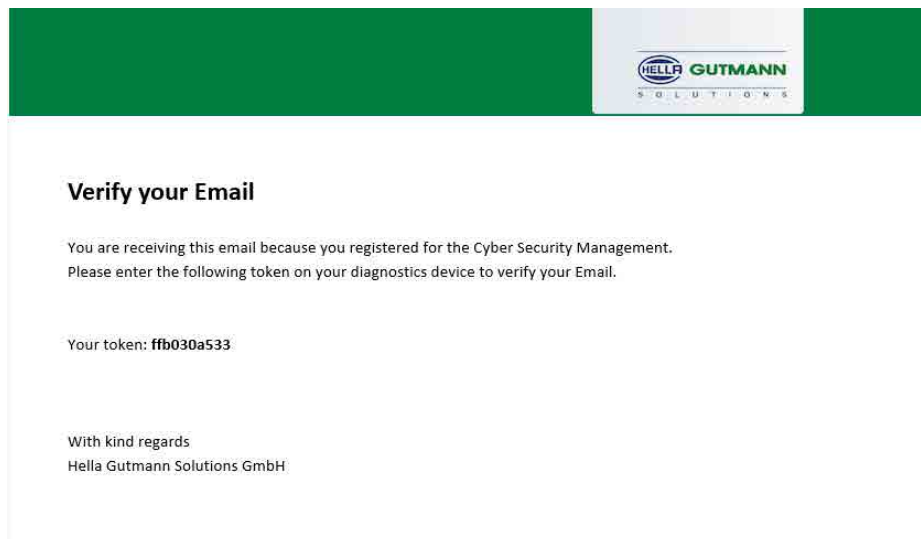 HELLA GUTMANN
SOLUTIONS
Verify your Email
You are receiving this email because you registered for the Cyber Security Management.
Please enter the following token on your diagnostics device to verify your Email.
Your token: ffb030a533
With kind regards
Hella Gutmann Solutions GmbH